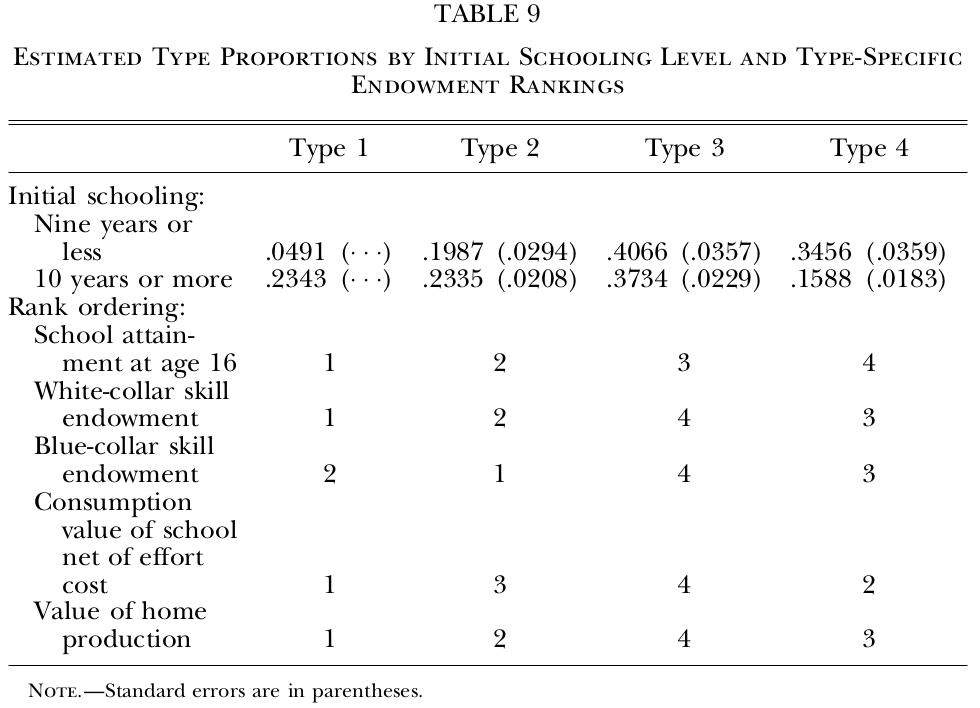 TABLE 9
Estimated Type Proportions by Initial Schooling Level and Type-Specific
Endowment Rankings
Type 1 Type 2 Type 3 Type 4
Initial schooling:
Nine years or
less .0491 (···) .1987 (.0294) .4066 (.0357) .3456 (.0359)
10 years or more .2343 (···) .2335 (.0208) .3734 (.0229) .1588 (.0183)
Rank ordering:
School attain-
ment at age 16 1 2 3 4
White-collar skill
endowment 1 2 4 3
Blue-collar skill
endowment 2 1 4 3
Consumption
value of school
net of effort
cost 1 3 4 2
Value of home
production 1 2 4 3
Note.—Standard errors are in parentheses.